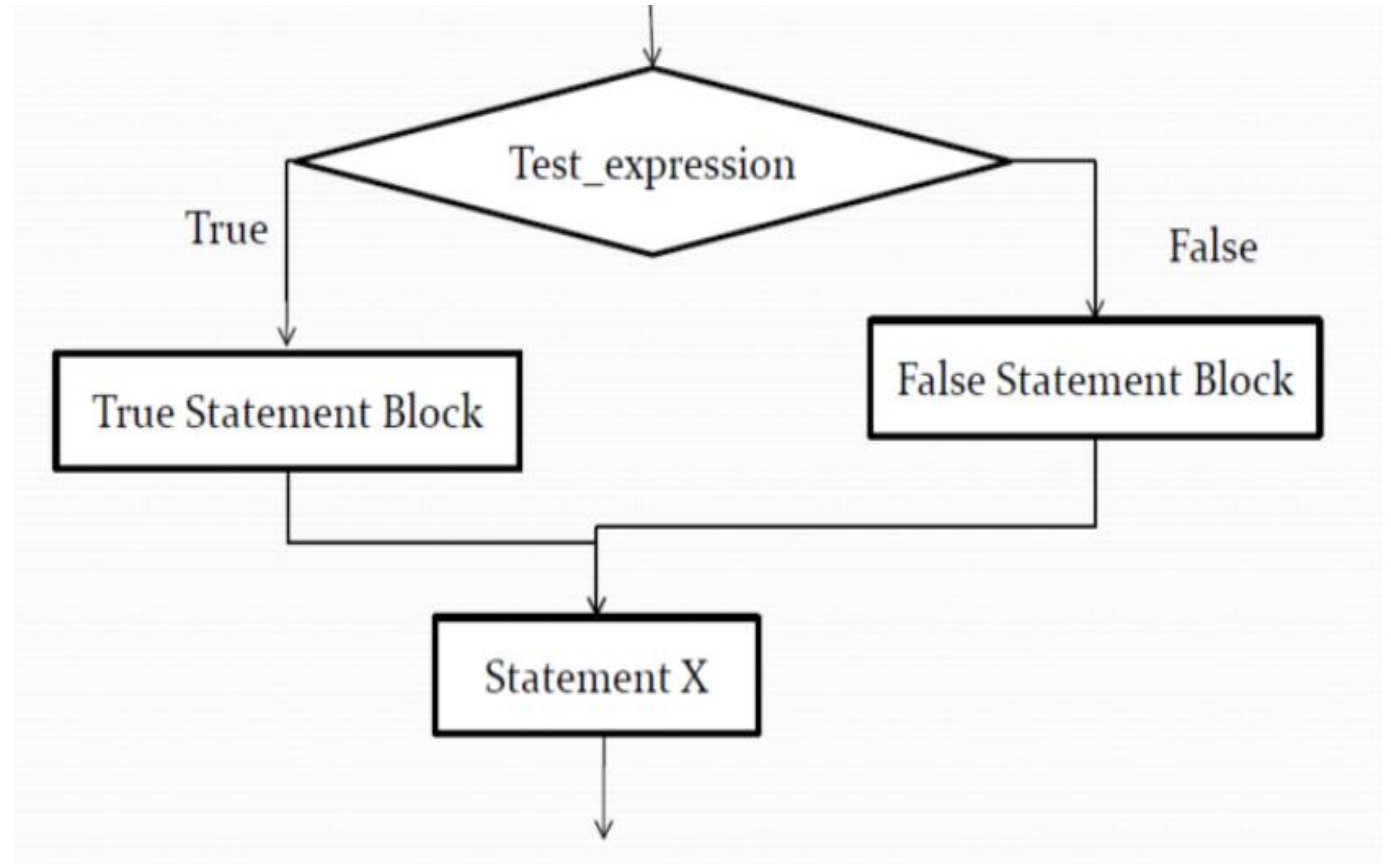 Test_expression
True
False
False Statement Block
True Statement Block
Statement X